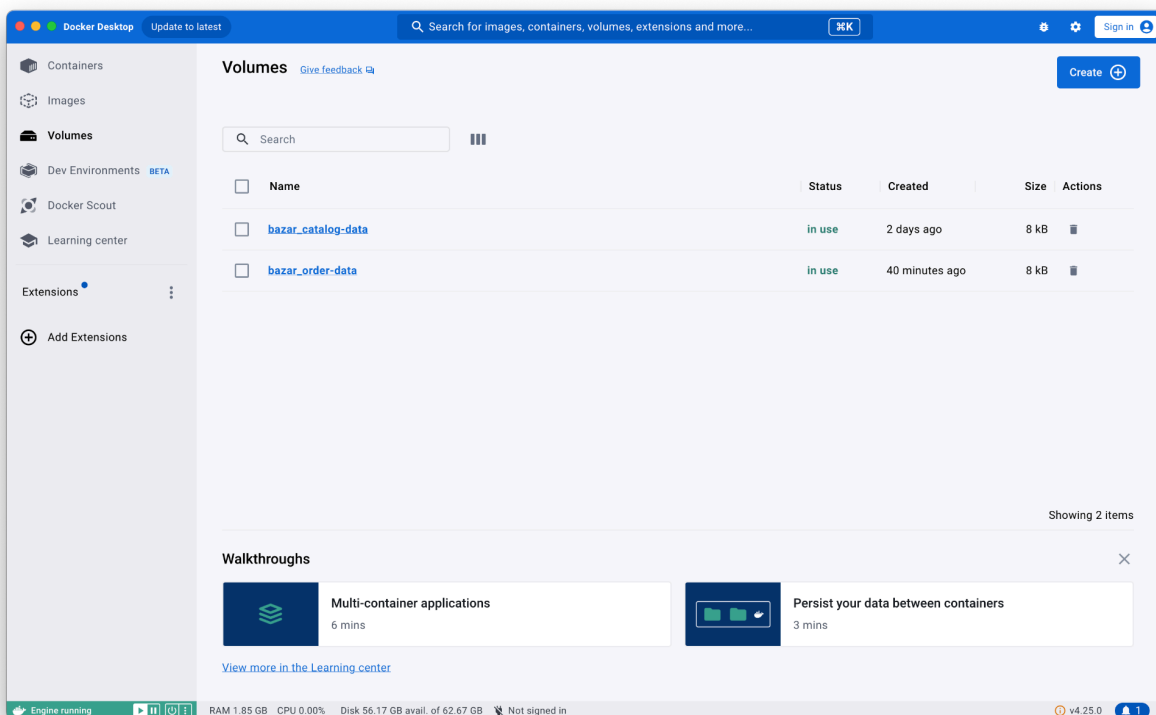 Docker Desktop Update to latest Search for images, containers, volumes, extensions and more... ⌘K Sign in
Containers
Images
Volumes
Dev Environments BETA
Docker Scout
Learning center
Extensions
Add Extensions
Volumes Give feedback
Create
Search
Name Status Created Size Actions
bazar_catalog-data in use 2 days ago 8 kB
bazar_order-data in use 40 minutes ago 8 kB
Showing 2 items
Walkthroughs
Multi-container applications
6 mins
Persist your data between containers
3 mins
View more in the Learning center
Engine running RAM 1.85 GB CPU 0.00% Disk 56.17 GB avail. of 62.67 GB Not signed in v4.25.0 1